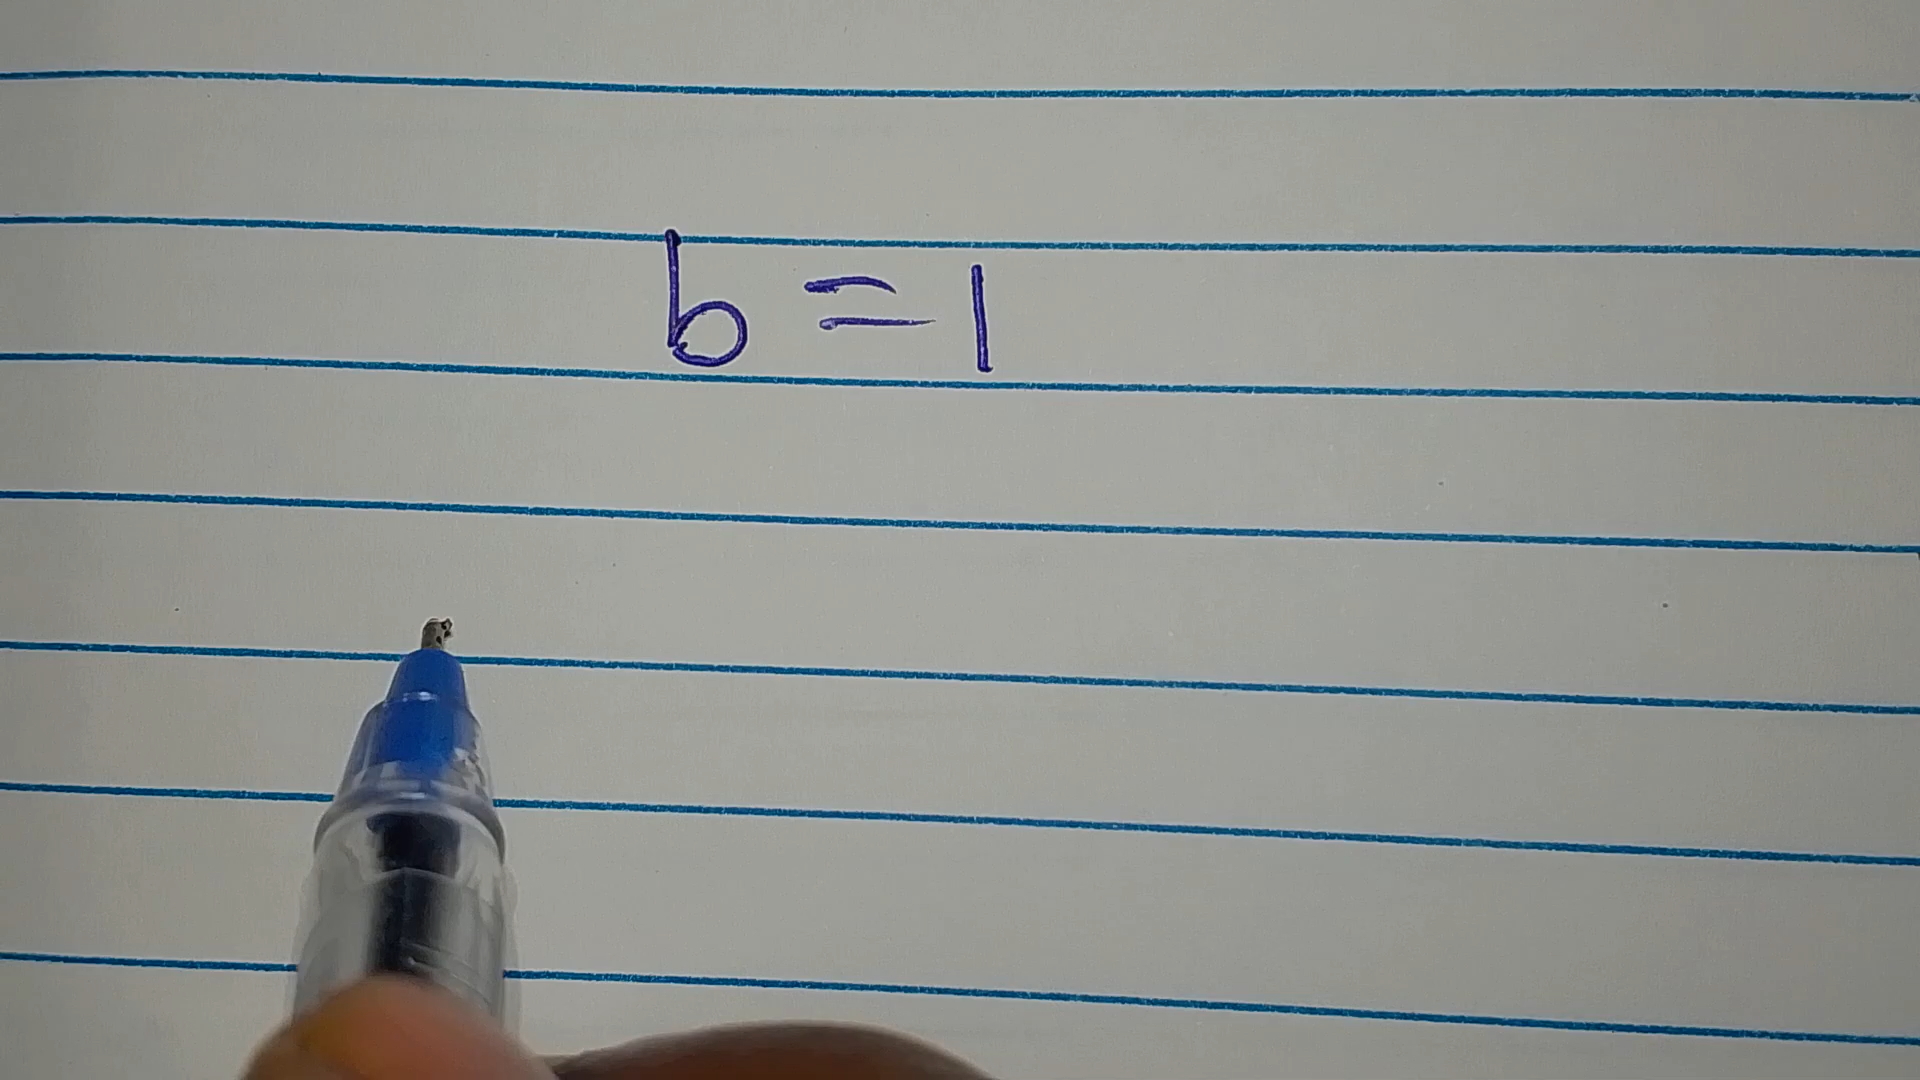 b = 1